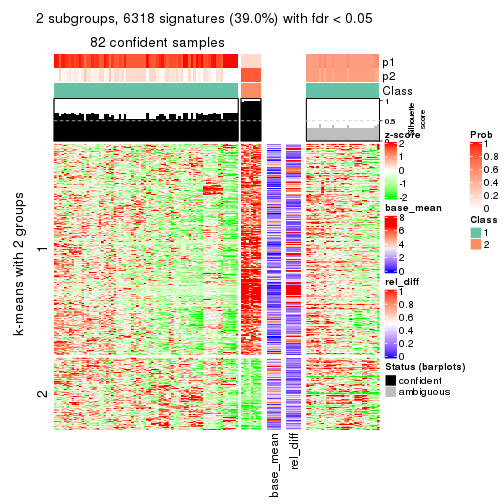 2 subgroups, 6318 signatures (39.0%) with fdr < 0.05
82 confident samples
p1
p2
Class
1
0.5
0
Silhouette
score
k-means with 2 groups
1
2
base_mean
rel_diff
z-score
2
1
0
-1
-2
base_mean
8
6
4
2
0
rel_diff
1
0.8
0.6
0.4
0.2
0
Status (barplots)
confident
ambiguous
Prob
1
0.8
0.6
0.4
0.2
0
Class
1
2